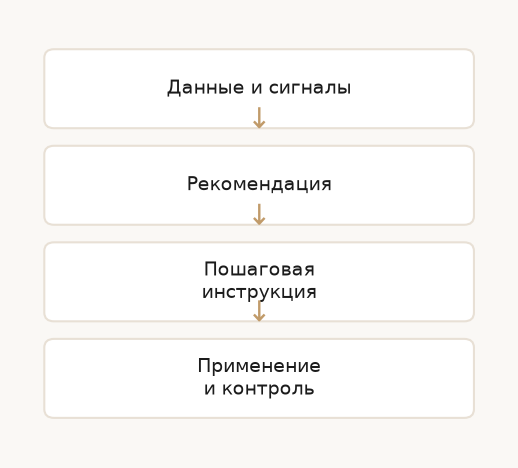 Данные и сигналы
↓
Рекомендация
↓
Пошаговая
инструкция
↓
Применение
и контроль